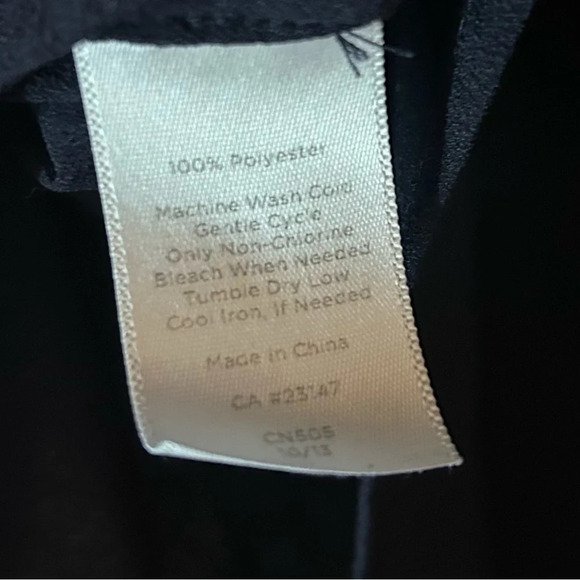 100% Polyester
Machine Wash Cold
Gentle Cycle
Only Non-Chlorine
Bleach When Needed
Tumble Dry Low
Cool Iron, If Needed
Made in China
CA #23147
CN505
10/13